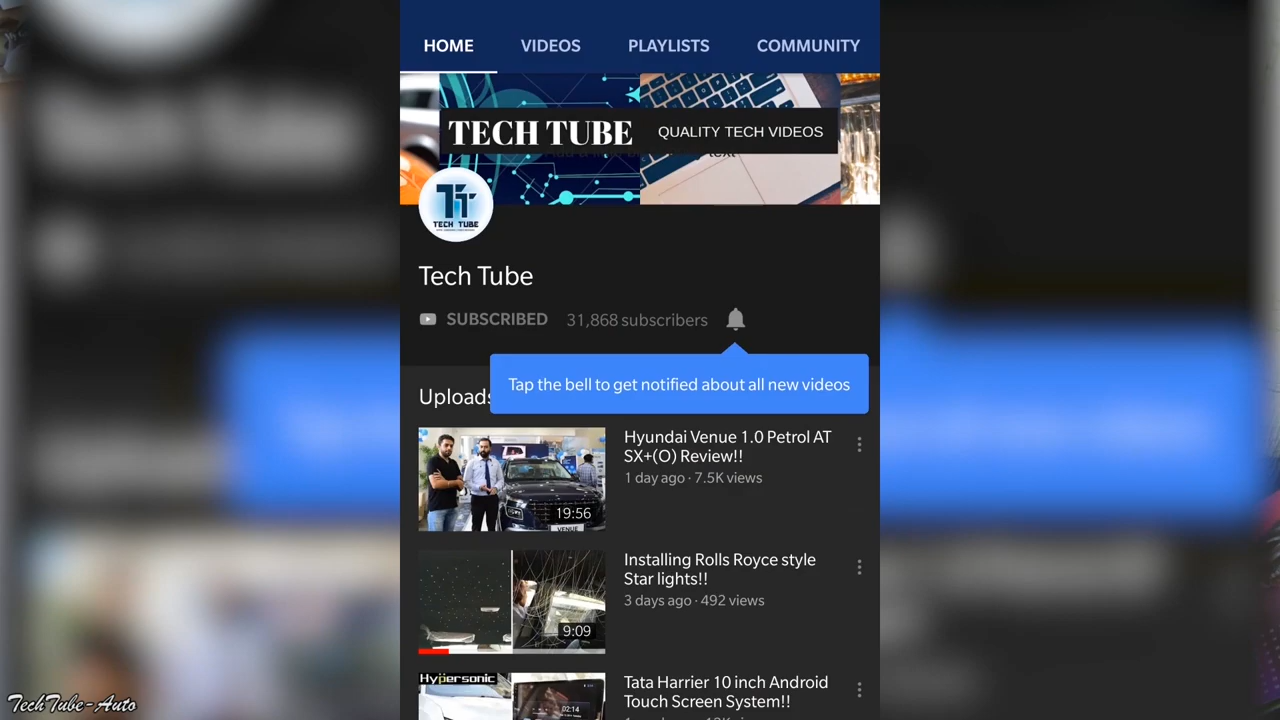 HOME VIDEOS PLAYLISTS COMMUNITY
TECH TUBE QUALITY TECH VIDEOS
TT
TECH TUBE
Tech Tube
SUBSCRIBED 31,868 subscribers
Tap the bell to get notified about all new videos
Uploads
Hyundai Venue 1.0 Petrol AT
SX+(O) Review!!
1 day ago · 7.5K views
19:56
VENUE
Installing Rolls Royce style
Star lights!!
3 days ago · 492 views
9:09
Hypersonic
Tata Harrier 10 inch Android
Touch Screen System!!
02:14
TechTube-Auto